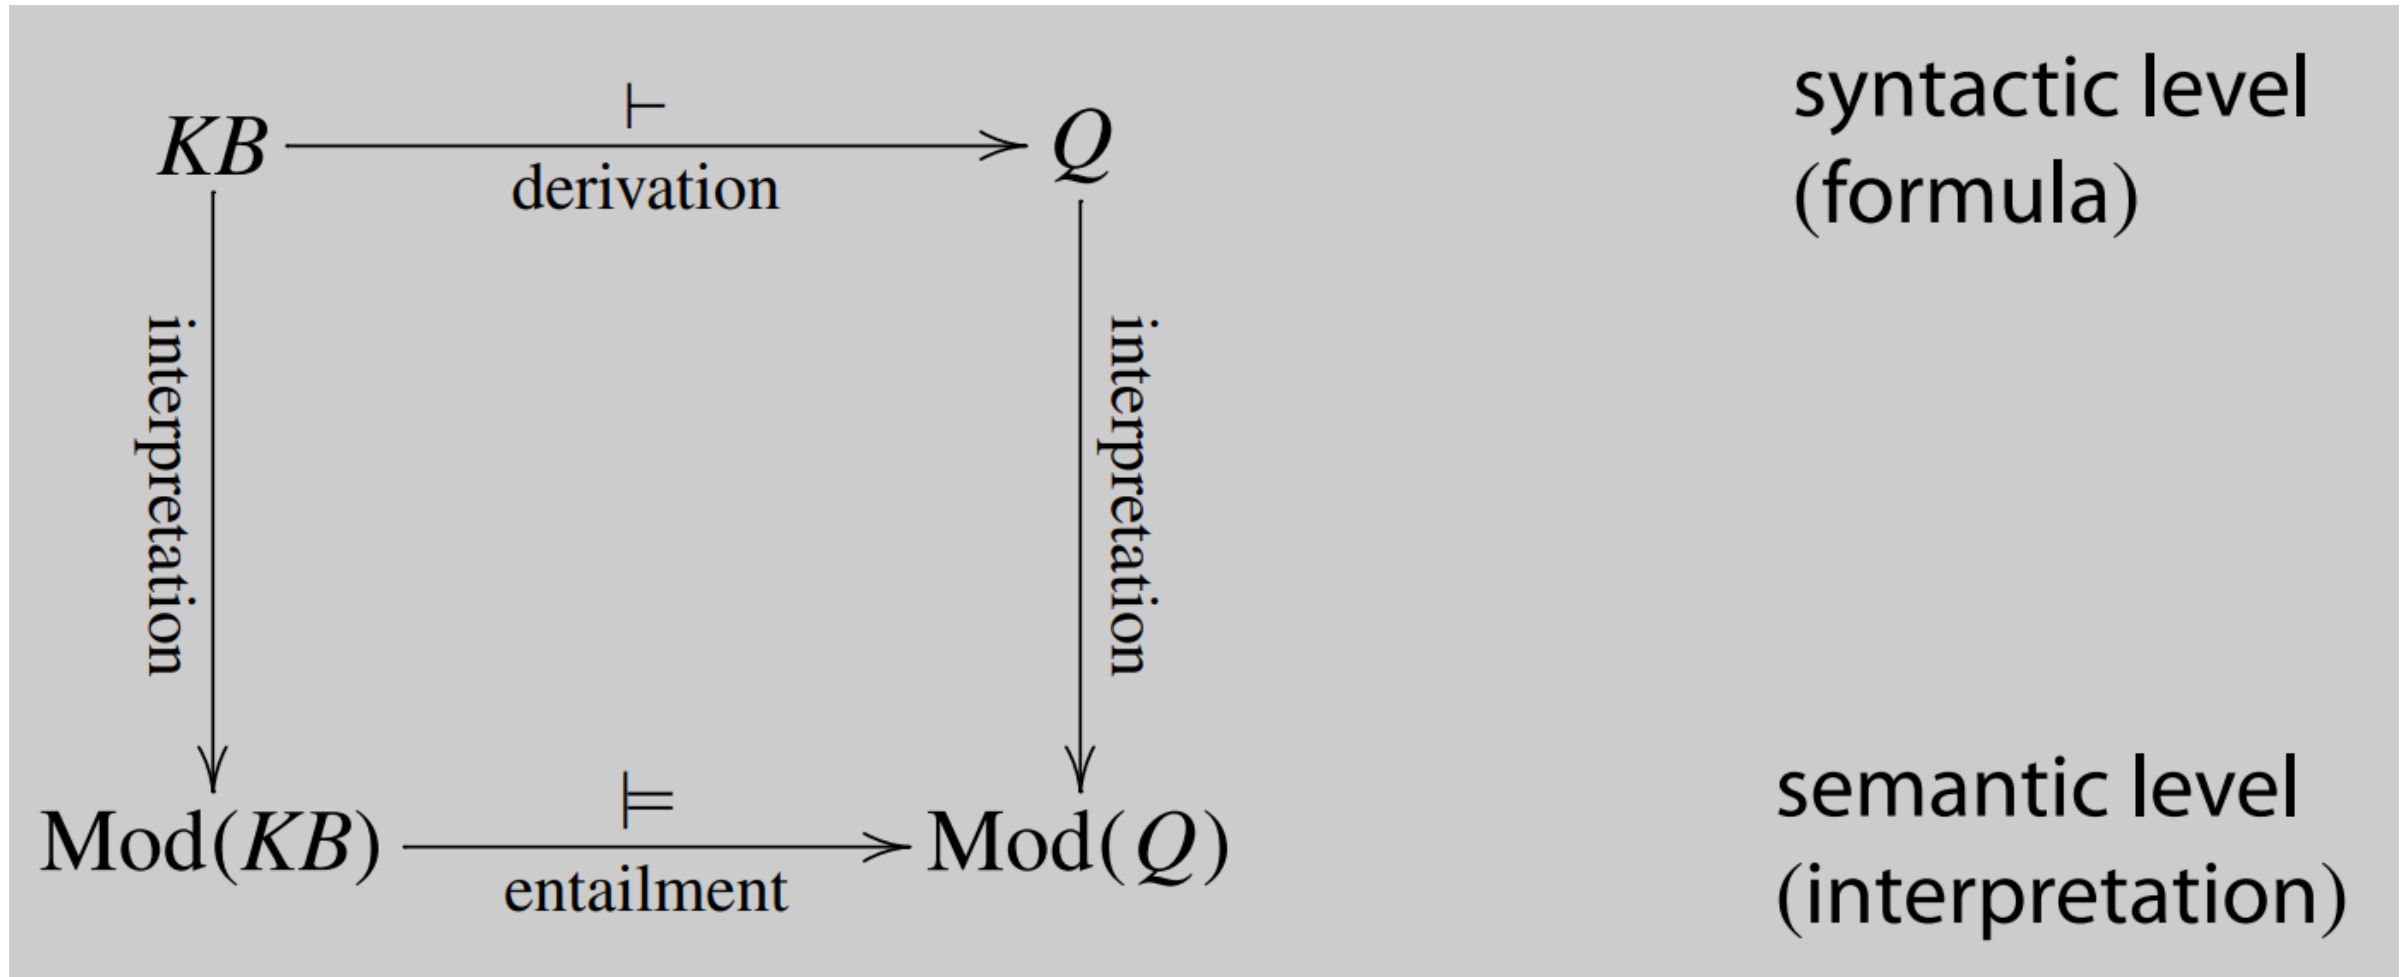 ⊢
KB
Q
derivation
syntactic level
(formula)
interpretation
interpretation
⊨
Mod(KB)
Mod(Q)
entailment
semantic level
(interpretation)